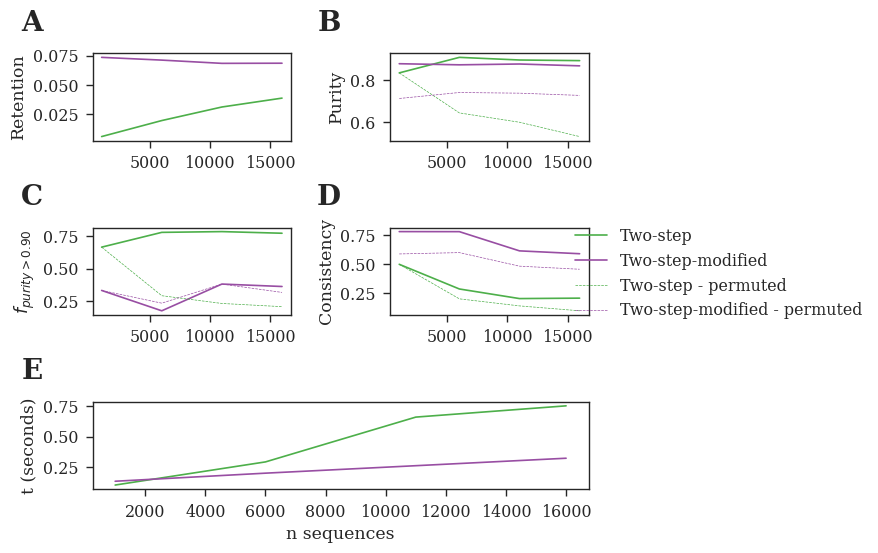 A
B
0.075
0.050
0.025
Retention
5000 10000 15000
0.8
0.6
Purity
5000 10000 15000
C
D
0.75
0.50
0.25
f_{purity>0.90}
5000 10000 15000
0.75
0.50
0.25
Consistency
5000 10000 15000
Two-step
Two-step-modified
Two-step - permuted
Two-step-modified - permuted
E
0.75
0.50
0.25
t (seconds)
2000 4000 6000 8000 10000 12000 14000 16000
n sequences